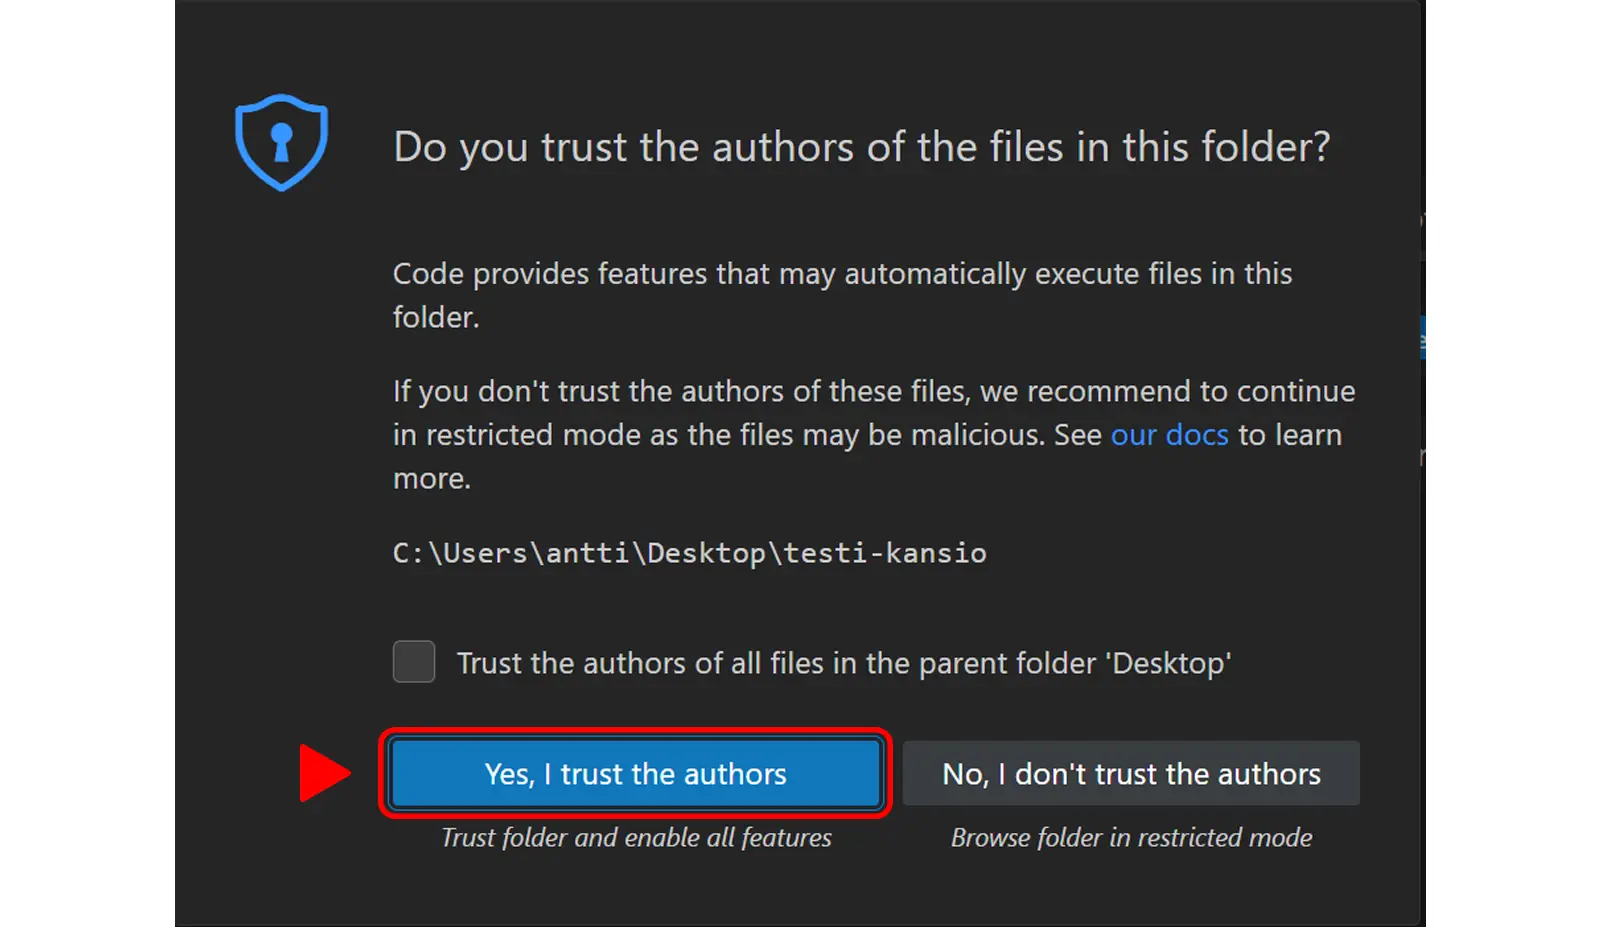 Do you trust the authors of the files in this folder?
Code provides features that may automatically execute files in this
folder.
If you don't trust the authors of these files, we recommend to continue
in restricted mode as the files may be malicious. See our docs to learn
more.
C:\Users\antti\Desktop\testi-kansio
Trust the authors of all files in the parent folder 'Desktop'
Yes, I trust the authors
No, I don't trust the authors
Trust folder and enable all features
Browse folder in restricted mode